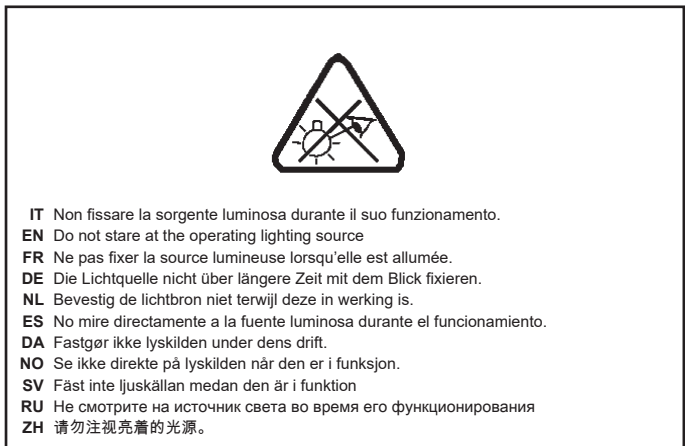 IT Non fissare la sorgente luminosa durante il suo funzionamento.
EN Do not stare at the operating lighting source
FR Ne pas fixer la source lumineuse lorsqu'elle est allumée.
DE Die Lichtquelle nicht über längere Zeit mit dem Blick fixieren.
NL Bevestig de lichtbron niet terwijl deze in werking is.
ES No mire directamente a la fuente luminosa durante el funcionamiento.
DA Fastgør ikke lyskilden under dens drift.
NO Se ikke direkte på lyskilden når den er i funksjon.
SV Fäst inte ljuskällan medan den är i funktion
RU Не смотрите на источник света во время его функционирования
ZH 请勿注视亮着的光源。